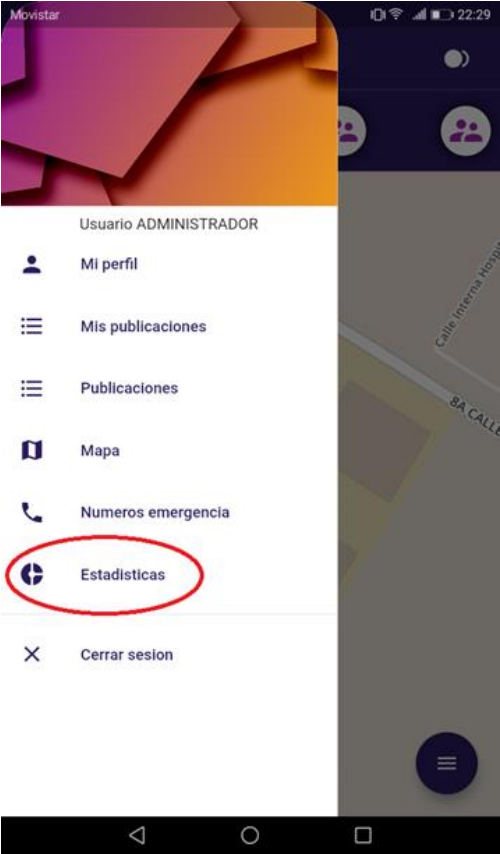 Movistar
22:29
Usuario ADMINISTRADOR
Mi perfil
Mis publicaciones
Publicaciones
Mapa
Numeros emergencia
Estadisticas
Cerrar sesion
Calle Interna
8A CALLE